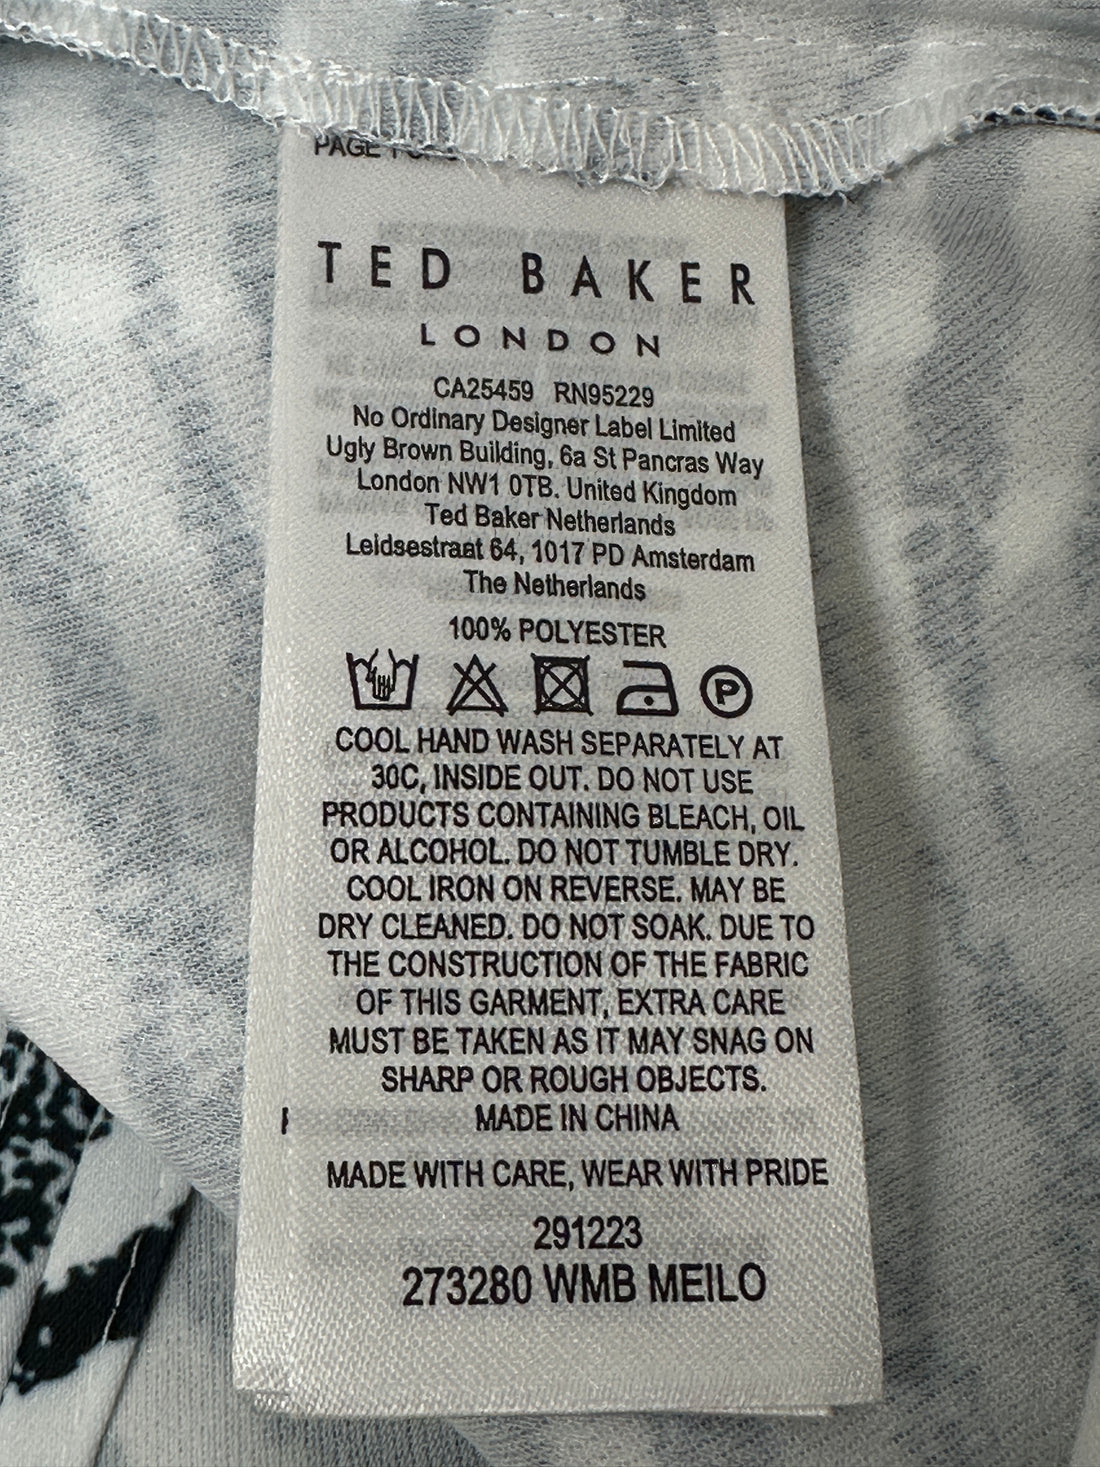 PAGE 1
TED BAKER
LONDON
CA25459 RN95229
No Ordinary Designer Label Limited
Ugly Brown Building, 6a St Pancras Way
London NW1 0TB. United Kingdom
Ted Baker Netherlands
Leidsestraat 64, 1017 PD Amsterdam
The Netherlands
100% POLYESTER
P
COOL HAND WASH SEPARATELY AT
30C, INSIDE OUT. DO NOT USE
PRODUCTS CONTAINING BLEACH, OIL
OR ALCOHOL. DO NOT TUMBLE DRY.
COOL IRON ON REVERSE. MAY BE
DRY CLEANED. DO NOT SOAK. DUE TO
THE CONSTRUCTION OF THE FABRIC
OF THIS GARMENT, EXTRA CARE
MUST BE TAKEN AS IT MAY SNAG ON
SHARP OR ROUGH OBJECTS.
MADE IN CHINA
MADE WITH CARE, WEAR WITH PRIDE
291223
273280 WMB MEILO